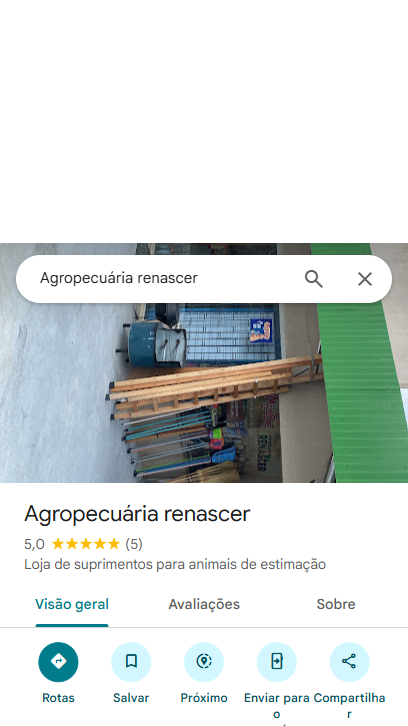 Agropecuária renascer
RENASCER
Agropecuária renascer
5,0 (5)
Loja de suprimentos para animais de estimação
Visão geral Avaliações Sobre
Rotas Salvar Próximo Enviar para o Compartilhar